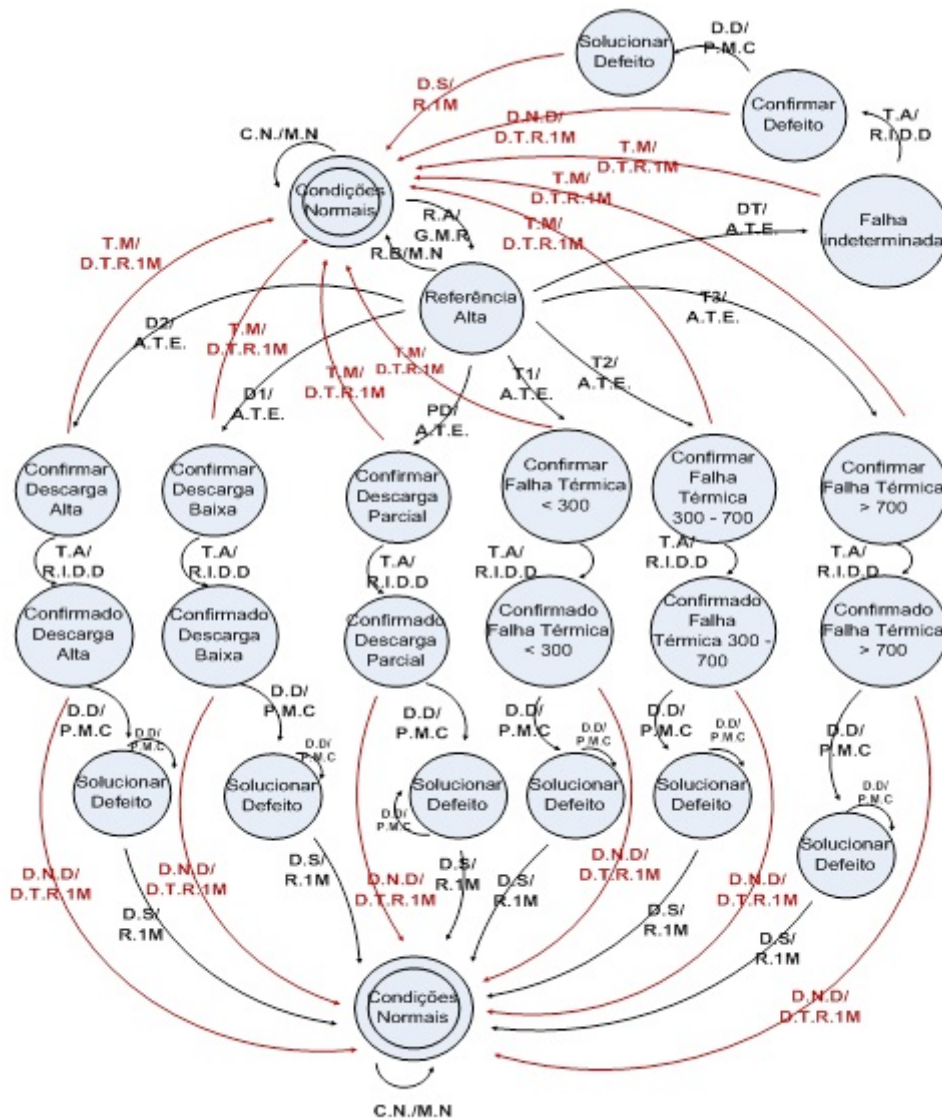 D.D/
P.M.C
Solucionar
Defeito
D.S/
R.1M
Confirmar
Defeito
T.A/
R.I.D.D
D.N.D/
D.T.R.1M
C.N./M.N
T.M/
D.T.R.1M
T.M/
D.T.R.1M
Condições
Normais
R.A/
G.M.R
T.M/
D.T.R.1M
DT/
A.T.E.
Falha
indeterminada
R.B/M.N
T.M/
D.T.R.1M
Referência
Alta
T3/
A.T.E.
D2/
A.T.E.
T.M/
D.T.R.1M
T.M/
D.T.R.1M
T.M/
D.T.R.1M
T1/
A.T.E.
T2/
A.T.E.
D1/
A.T.E.
PD/
A.T.E.
Confirmar
Descarga
Alta
Confirmar
Descarga
Baixa
Confirmar
Descarga
Parcial
Confirmar
Falha Térmica
< 300
Confirmar
Falha
Térmica
300 - 700
Confirmar
Falha Térmica
> 700
T.A/
R.I.D.D
T.A/
R.I.D.D
T.A/
R.I.D.D
T.A/
R.I.D.D
T.A/
R.I.D.D
T.A/
R.I.D.D
Confirmado
Descarga
Alta
Confirmado
Descarga
Baixa
Confirmado
Descarga
Parcial
Confirmado
Falha Térmica
< 300
Confirmado
Falha
Térmica 300 -
700
Confirmado
Falha Térmica
> 700
D.D/
P.M.C
D.D/
P.M.C
D.D/
P.M.C
D.D/
P.M.C
D.D/
P.M.C
D.D/
P.M.C
D.D/
P.M.C
D.D/
P.M.C
D.D/
P.M.C
D.D/
P.M.C
D.D/
P.M.C
D.D/
P.M.C
Solucionar
Defeito
Solucionar
Defeito
Solucionar
Defeito
Solucionar
Defeito
Solucionar
Defeito
Solucionar
Defeito
D.N.D/
D.T.R.1M
D.S/
R.1M
D.N.D/
D.T.R.1M
D.S/
R.1M
D.N.D/
D.T.R.1M
D.S/
R.1M
D.S/
R.1M
D.N.D/
D.T.R.1M
D.S/
R.1M
D.N.D/
D.T.R.1M
D.S/
R.1M
D.N.D/
D.T.R.1M
Condições
Normais
C.N./M.N